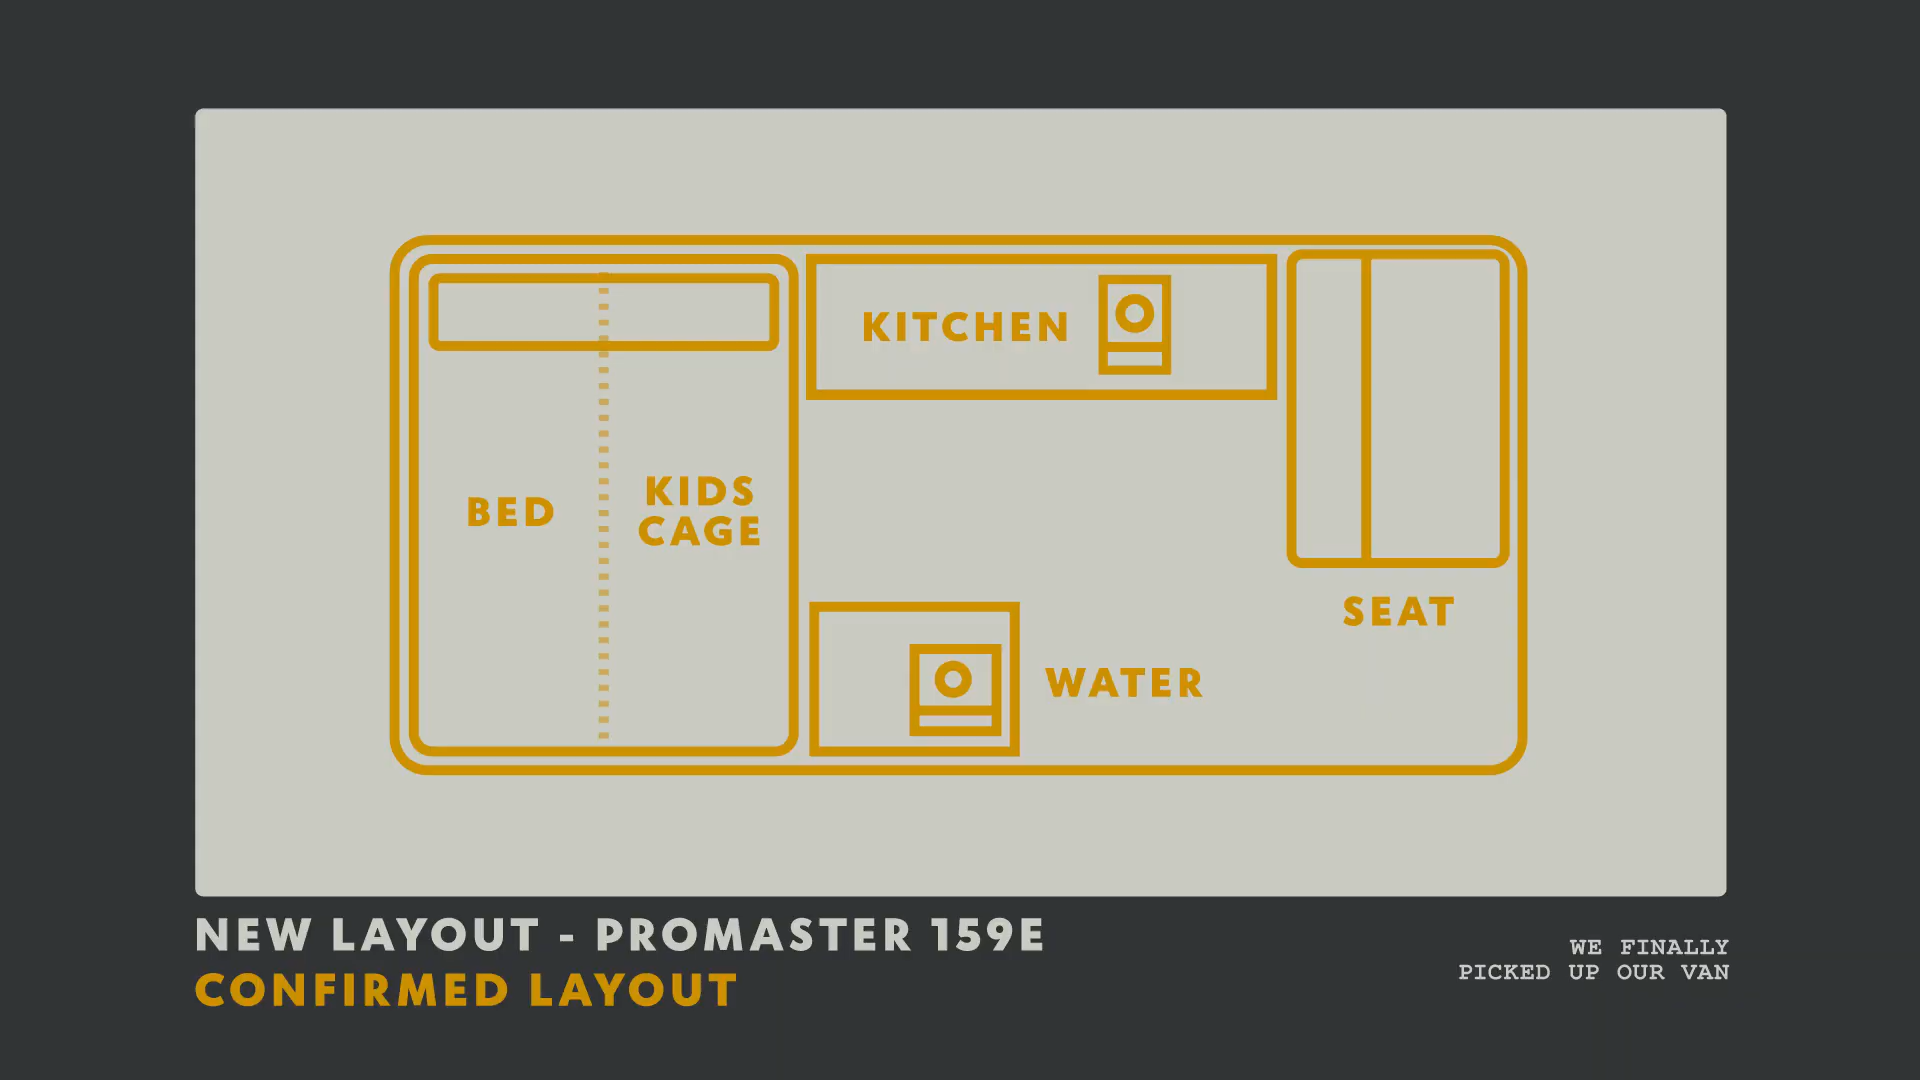 KITCHEN
BED
KIDS
CAGE
SEAT
WATER
NEW LAYOUT - PROMASTER 159E
CONFIRMED LAYOUT
WE FINALLY
PICKED UP OUR VAN